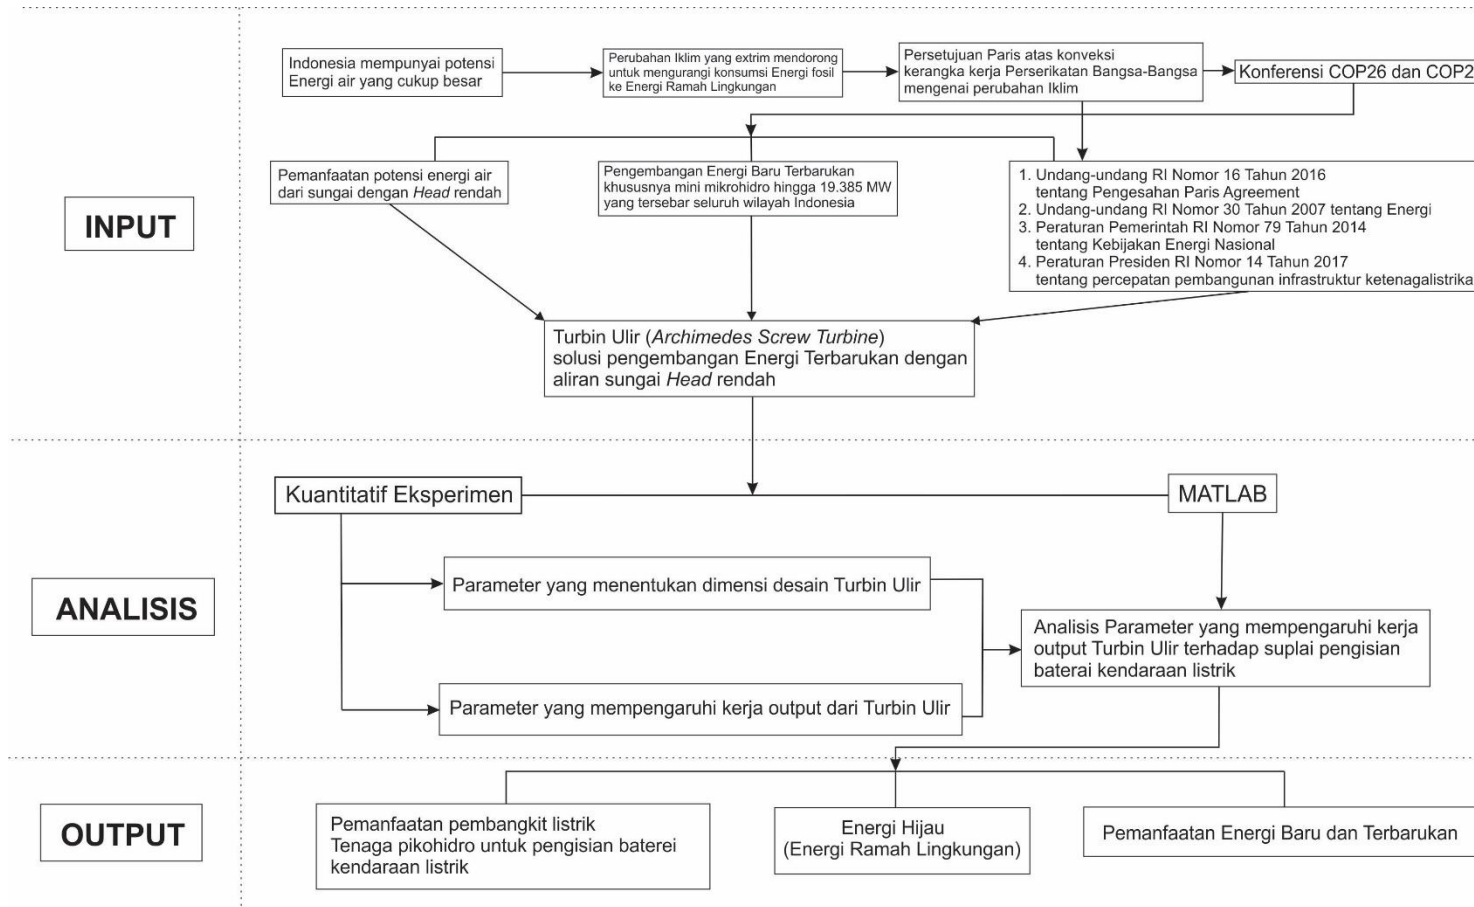 Indonesia mempunyai potensi
Energi air yang cukup besar
Perubahan Iklim yang extrim mendorong
untuk mengurangi konsumsi Energi fosil
ke Energi Ramah Lingkungan
Persetujuan Paris atas konveksi
kerangka kerja Perserikatan Bangsa-Bangsa
mengenai perubahan Iklim
Konferensi COP26 dan COP2
INPUT
Pemanfaatan potensi energi air
dari sungai dengan Head rendah
Pengembangan Energi Baru Terbarukan
khususnya mini mikrohidro hingga 19.385 MW
yang tersebar seluruh wilayah Indonesia
1. Undang-undang RI Nomor 16 Tahun 2016
tentang Pengesahan Paris Agreement
2. Undang-undang RI Nomor 30 Tahun 2007 tentang Energi
3. Peraturan Pemerintah RI Nomor 79 Tahun 2014
tentang Kebijakan Energi Nasional
4. Peraturan Presiden RI Nomor 14 Tahun 2017
tentang percepatan pembangunan infrastruktur ketenagalistrika
Turbin Ulir (Archimedes Screw Turbine)
solusi pengembangan Energi Terbarukan dengan
aliran sungai Head rendah
ANALISIS
Kuantitatif Eksperimen
MATLAB
Parameter yang menentukan dimensi desain Turbin Ulir
Parameter yang mempengaruhi kerja output dari Turbin Ulir
Analisis Parameter yang mempengaruhi kerja
output Turbin Ulir terhadap suplai pengisian
baterai kendaraan listrik
OUTPUT
Pemanfaatan pembangkit listrik
Tenaga pikohidro untuk pengisian baterei
kendaraan listrik
Energi Hijau
(Energi Ramah Lingkungan)
Pemanfaatan Energi Baru dan Terbarukan